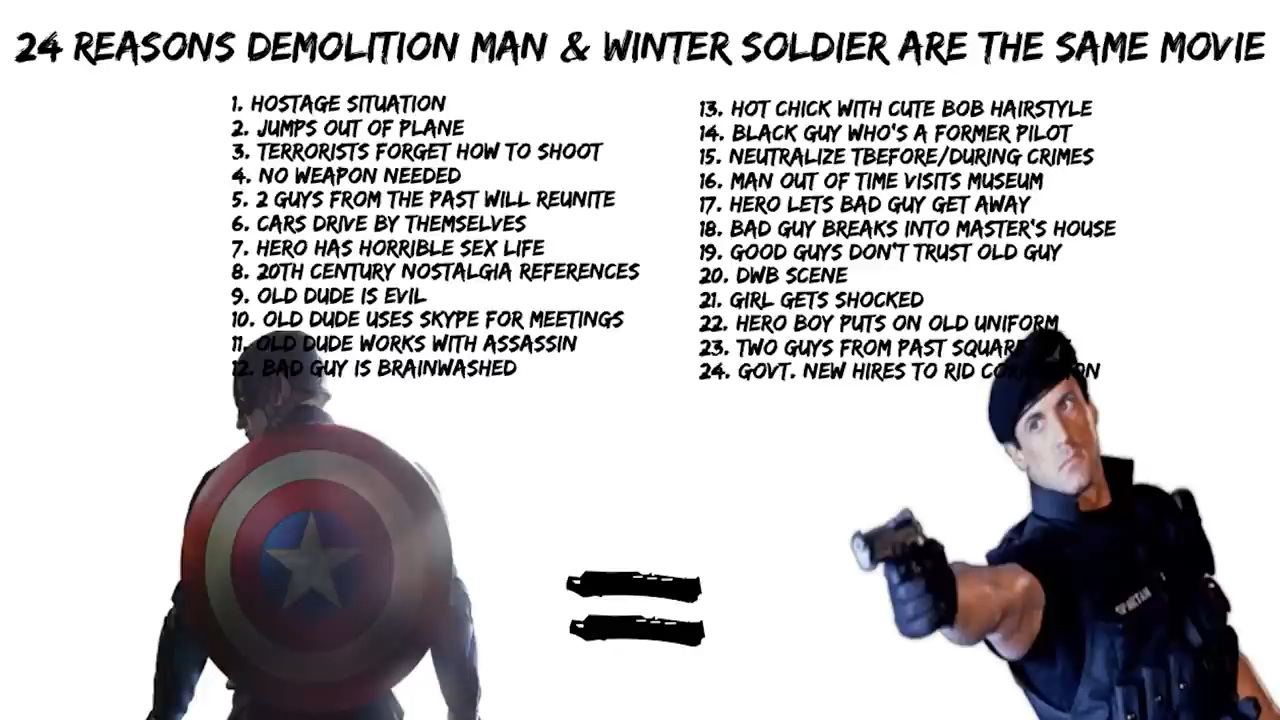 24 REASONS DEMOLITION MAN & WINTER SOLDIER ARE THE SAME MOVIE
1. HOSTAGE SITUATION
2. JUMPS OUT OF PLANE
3. TERRORISTS FORGET HOW TO SHOOT
4. NO WEAPON NEEDED
5. 2 GUYS FROM THE PAST WILL REUNITE
6. CARS DRIVE BY THEMSELVES
7. HERO HAS HORRIBLE SEX LIFE
8. 20TH CENTURY NOSTALGIA REFERENCES
9. OLD DUDE IS EVIL
10. OLD DUDE USES SKYPE FOR MEETINGS
11. OLD DUDE WORKS WITH ASSASSIN
12. BAD GUY IS BRAINWASHED
13. HOT CHICK WITH CUTE BOB HAIRSTYLE
14. BLACK GUY WHO'S A FORMER PILOT
15. NEUTRALIZE TBEFORE/DURING CRIMES
16. MAN OUT OF TIME VISITS MUSEUM
17. HERO LETS BAD GUY GET AWAY
18. BAD GUY BREAKS INTO MASTER'S HOUSE
19. GOOD GUYS DON'T TRUST OLD GUY
20. DWB SCENE
21. GIRL GETS SHOCKED
22. HERO BOY PUTS ON OLD UNIFORM
23. TWO GUYS FROM PAST
24. GOVT. NEW HIRES TO RID
SPARTAN